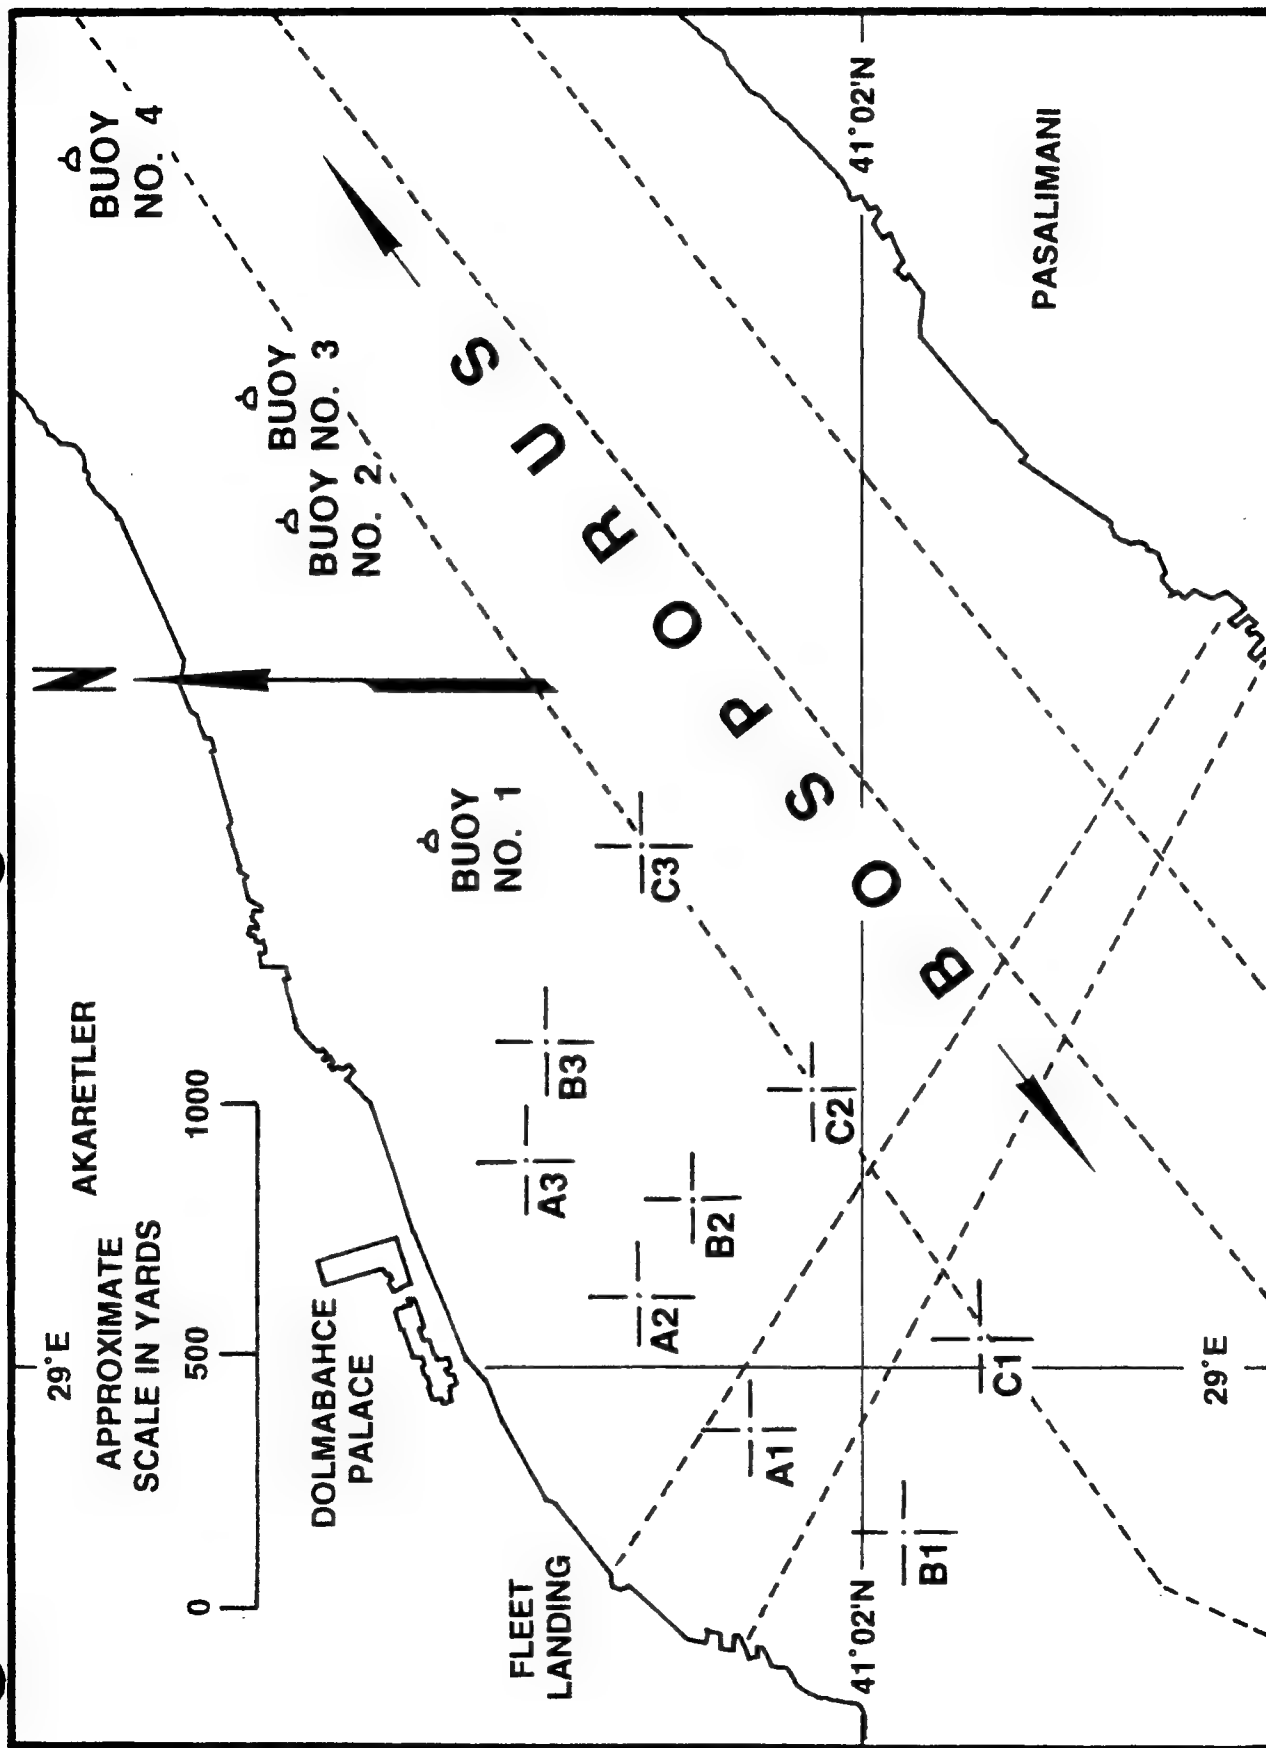 29°E
N
AKARETLER
BUOY
NO. 4
APPROXIMATE
SCALE IN YARDS
0 500 1000
BUOY
NO. 3
BUOY
NO. 2
DOLMABAHCE
PALACE
BUOY
NO. 1
FLEET
LANDING
A3
B3
A2
C3
B2
A1
C2
BOSPORUS
41°02'N
41°02'N
B1
C1
PASALIMANI
29°E